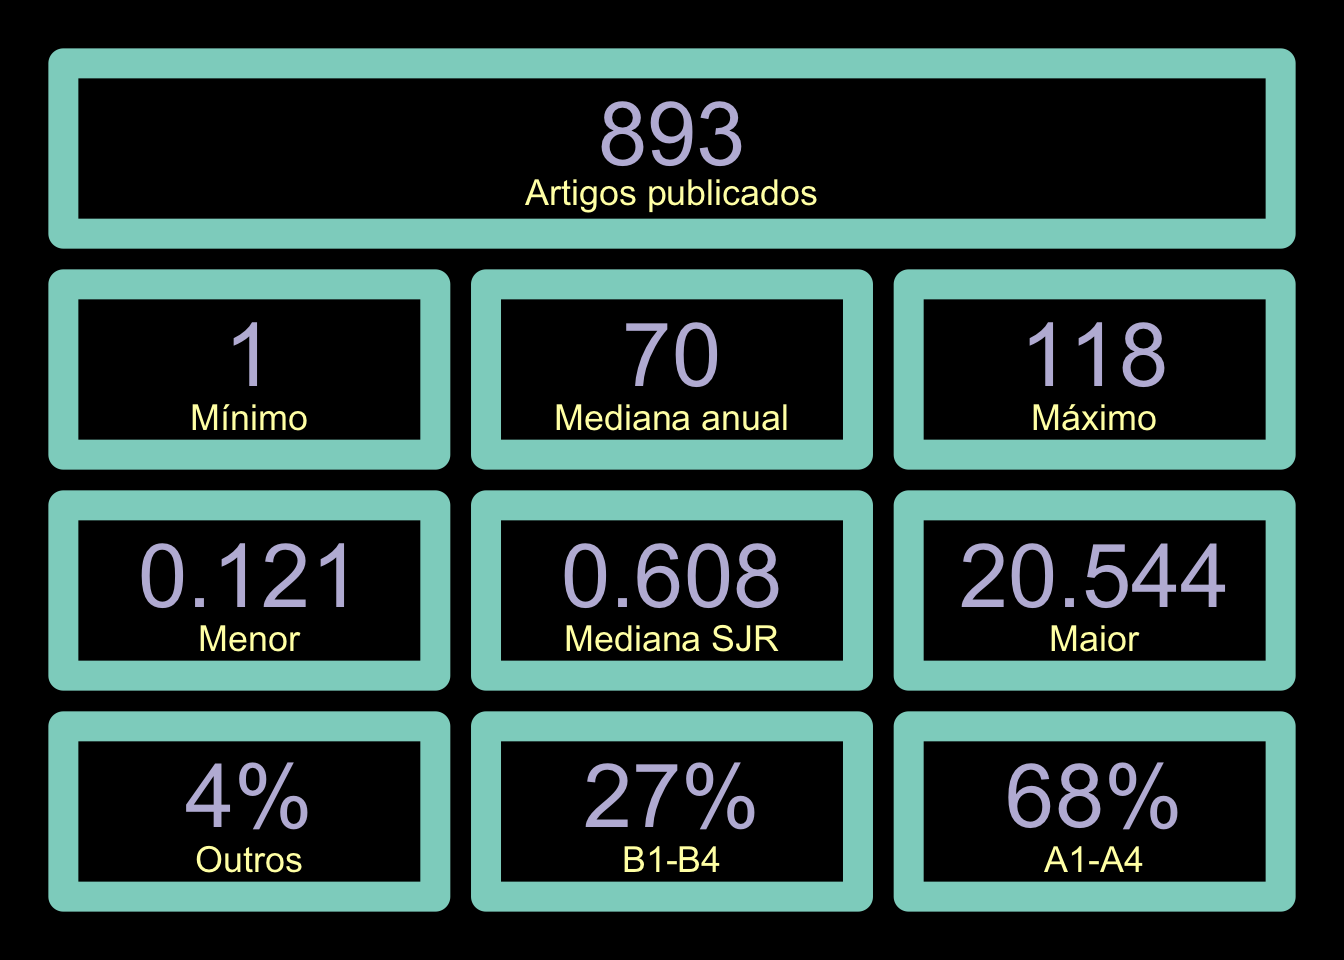 893
Artigos publicados
1
Mínimo
70
Mediana anual
118
Máximo
0.121
Menor
0.608
Mediana SJR
20.544
Maior
4%
Outros
27%
B1-B4
68%
A1-A4